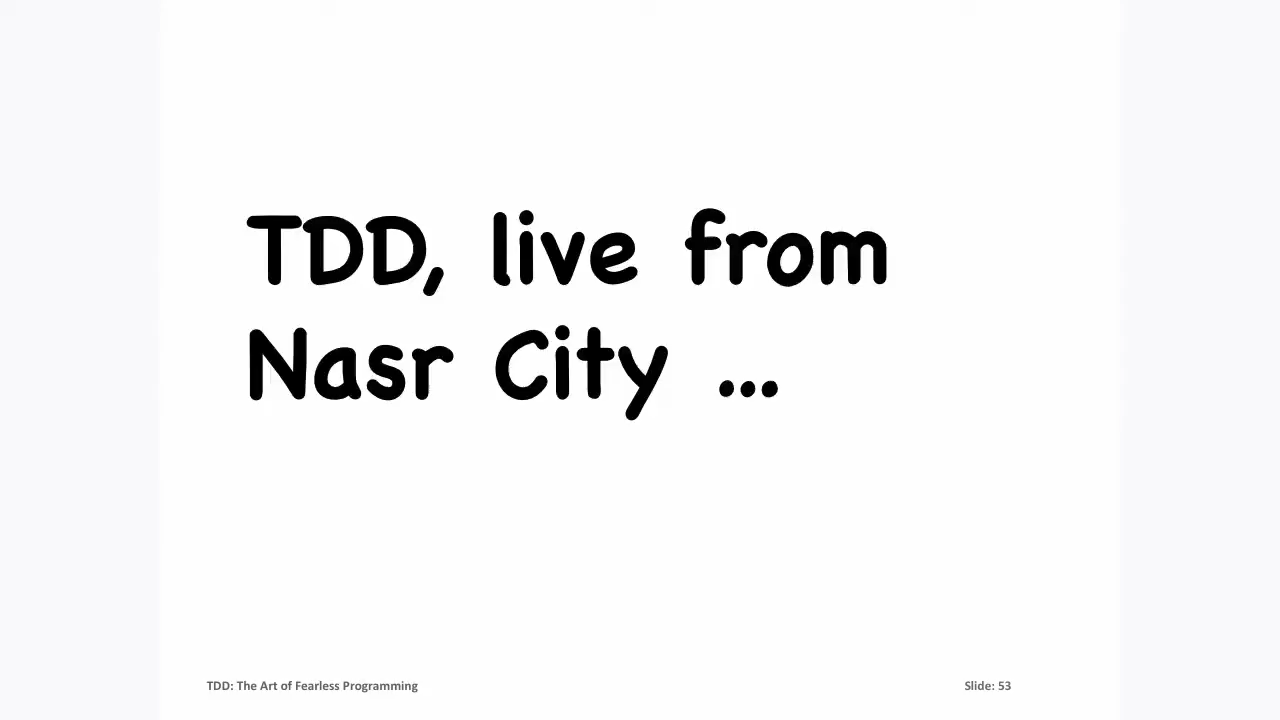 TDD, live from
Nasr City ...
TDD: The Art of Fearless Programming
Slide: 53